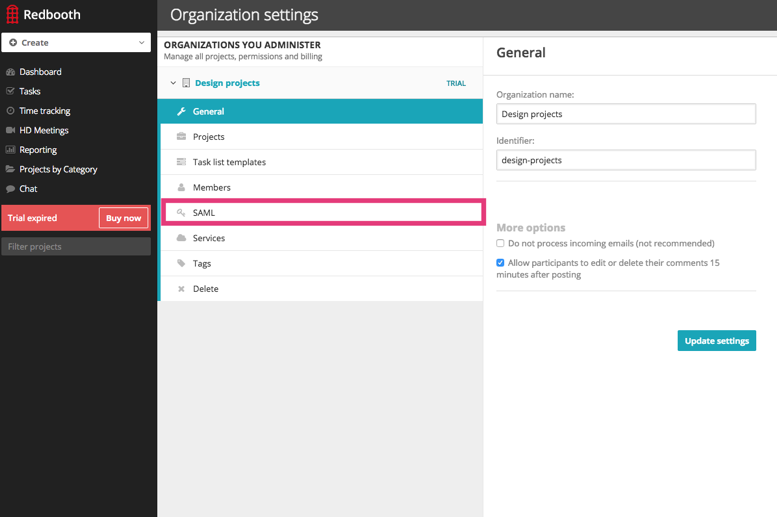 Redbooth
Create
Dashboard
Tasks
Time tracking
HD Meetings
Reporting
Projects by Category
Chat
Trial expired
Buy now
Filter projects
Organization settings
ORGANIZATIONS YOU ADMINISTER
Manage all projects, permissions and billing
Design projects TRIAL
General
Projects
Task list templates
Members
SAML
Services
Tags
Delete
General
Organization name:
Design projects
Identifier:
design-projects
More options
Do not process incoming emails (not recommended)
Allow participants to edit or delete their comments 15
minutes after posting
Update settings